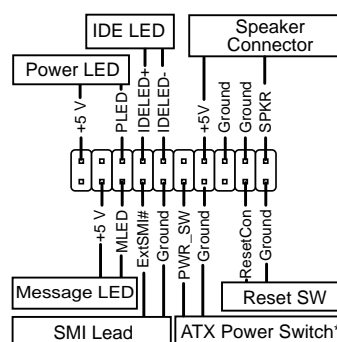 IDE LED
Speaker
Connector
Power LED
+5 V
PLED
IDELED+
IDELED-
+5V
Ground
Ground
SPKR
+5 V
MLED
ExtSMI#
Ground
PWR_SW
Ground
ResetCon
Ground
Message LED
Reset SW
SMI Lead
ATX Power Switch*